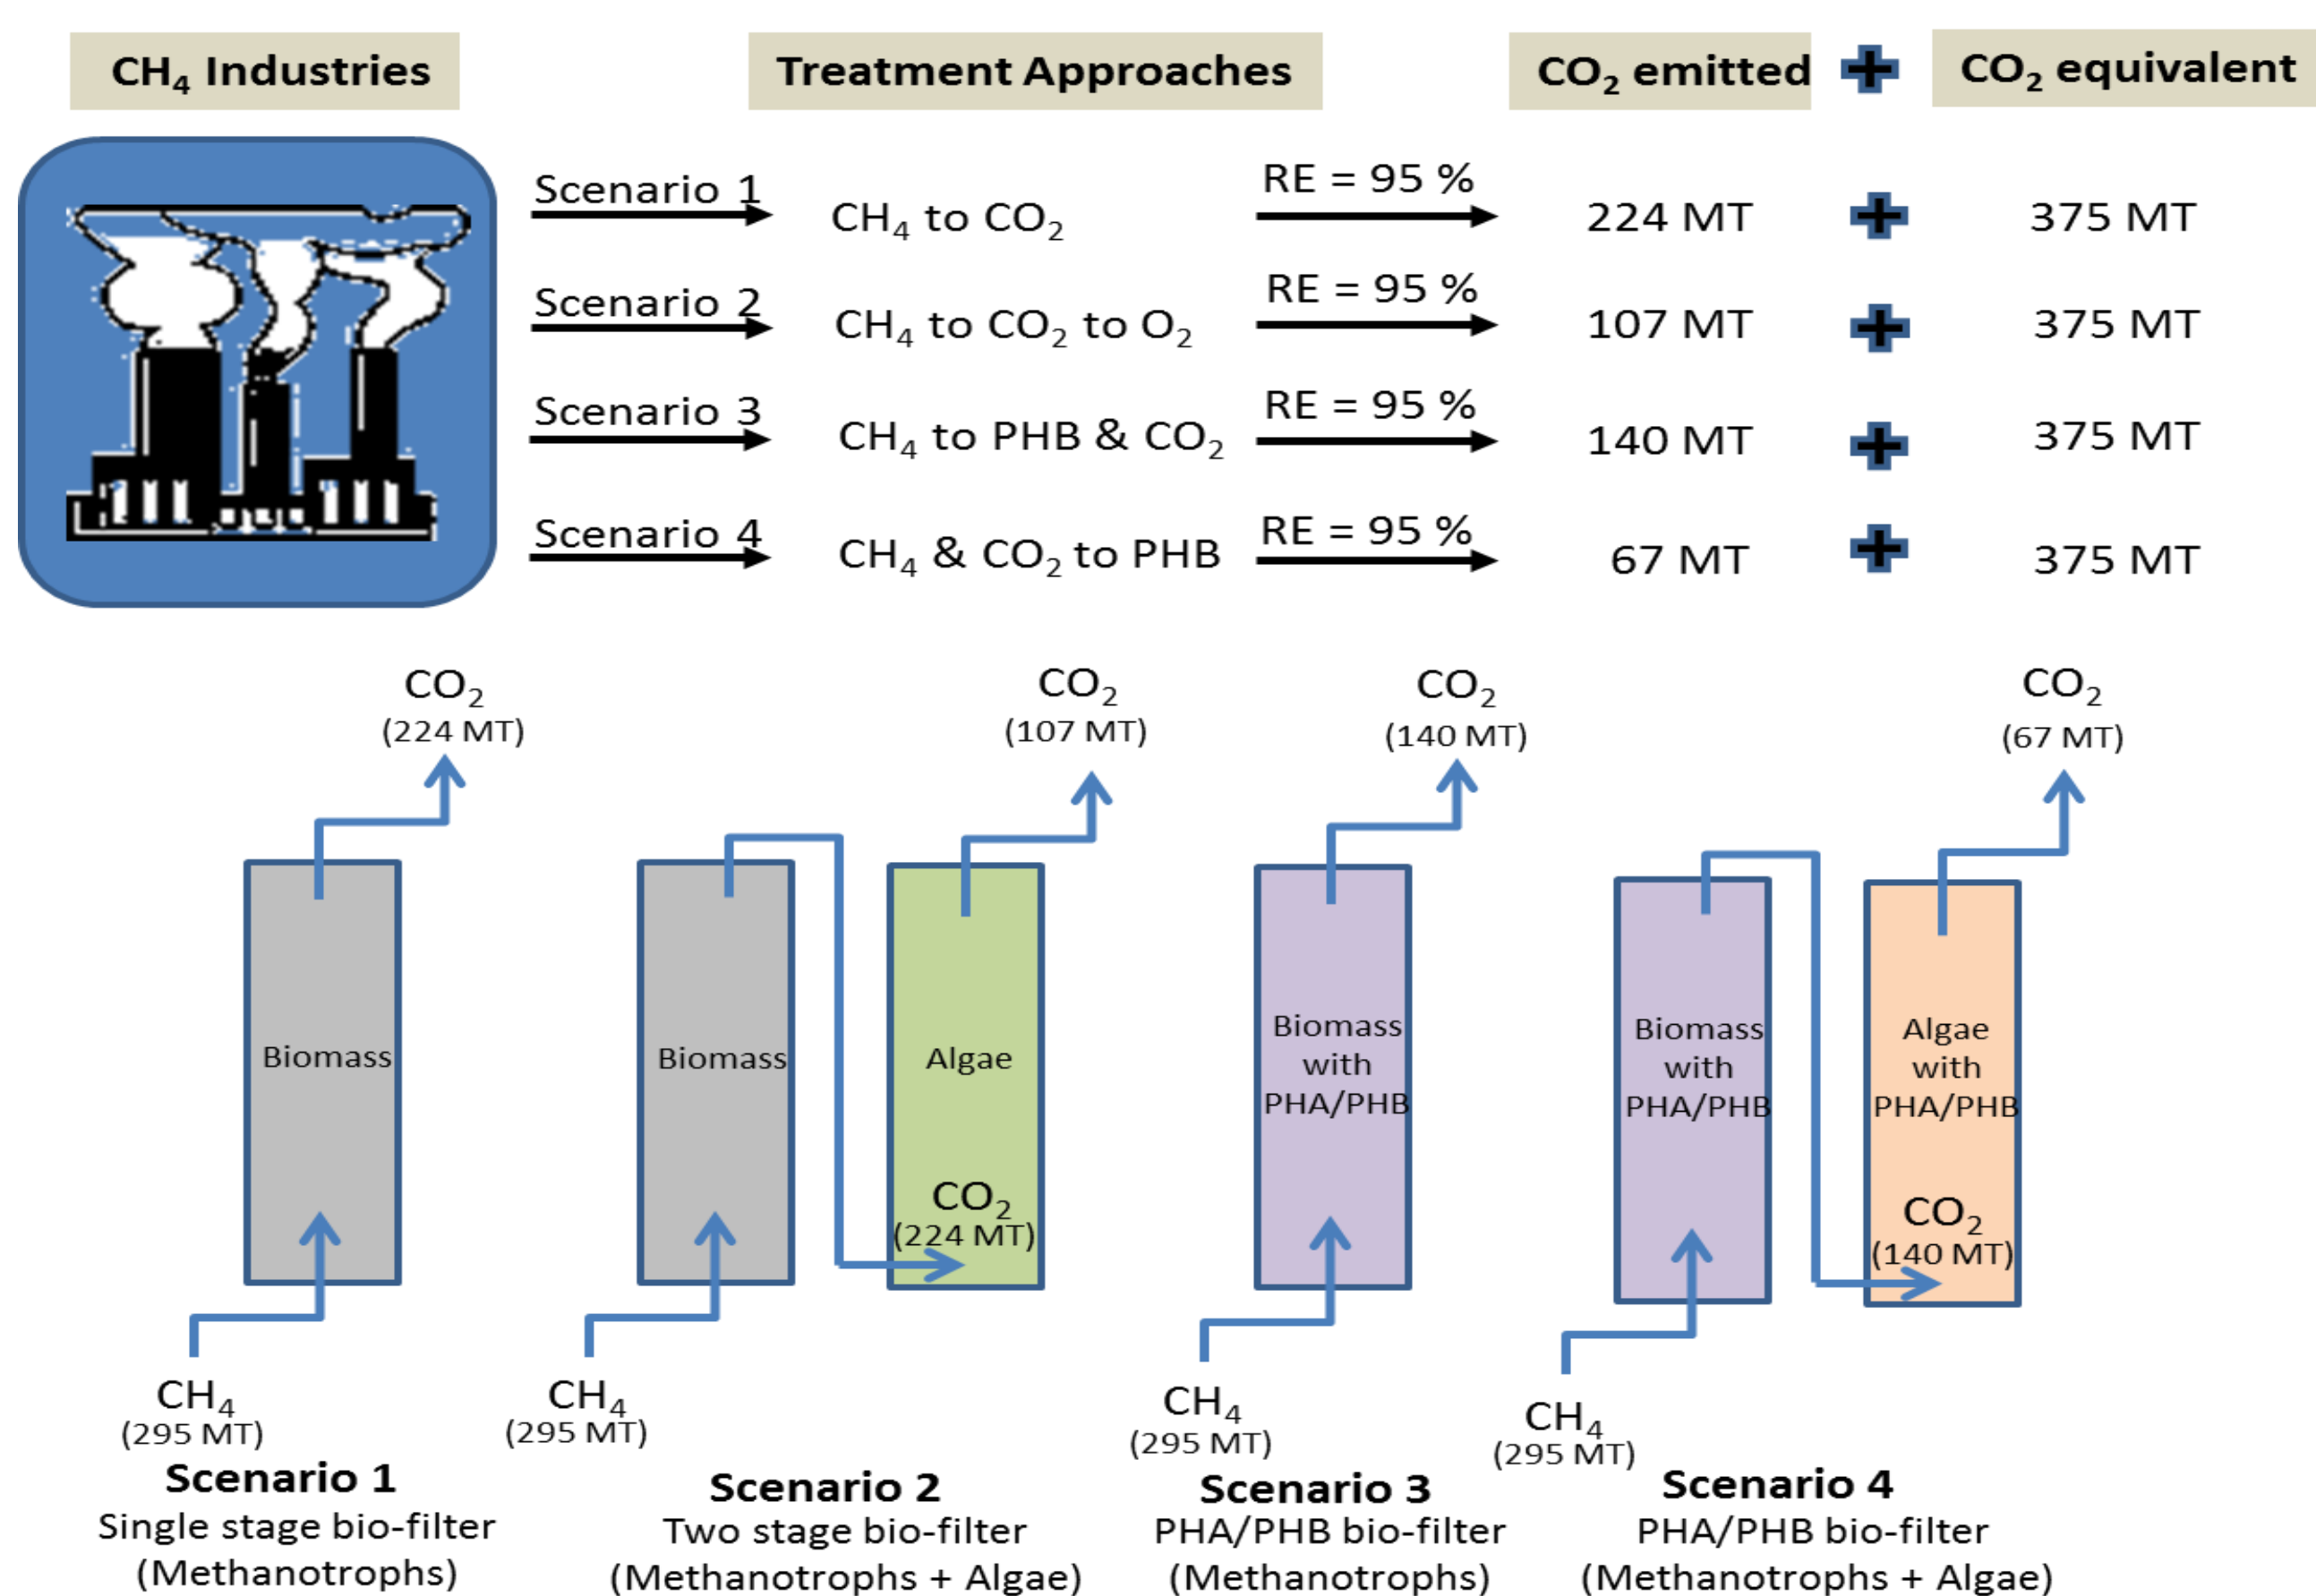 CH₄ Industries
Treatment Approaches
CO₂ emitted + CO₂ equivalent
Scenario 1
CH₄ to CO₂
RE = 95 %
224 MT + 375 MT
Scenario 2
CH₄ to CO₂ to O₂
RE = 95 %
107 MT + 375 MT
Scenario 3
CH₄ to PHB & CO₂
RE = 95 %
140 MT + 375 MT
Scenario 4
CH₄ & CO₂ to PHB
RE = 95 %
67 MT + 375 MT
CO₂
(224 MT)
Biomass
CH₄
(295 MT)
Scenario 1
Single stage bio-filter
(Methanotrophs)
CO₂
(107 MT)
Biomass
Algae
CO₂
(224 MT)
CH₄
(295 MT)
Scenario 2
Two stage bio-filter
(Methanotrophs + Algae)
CO₂
(140 MT)
Biomass
with
PHA/PHB
CH₄
(295 MT)
Scenario 3
PHA/PHB bio-filter
(Methanotrophs)
CO₂
(67 MT)
Biomass
with
PHA/PHB
Algae
with
PHA/PHB
CO₂
(140 MT)
CH₄
(295 MT)
Scenario 4
PHA/PHB bio-filter
(Methanotrophs + Algae)